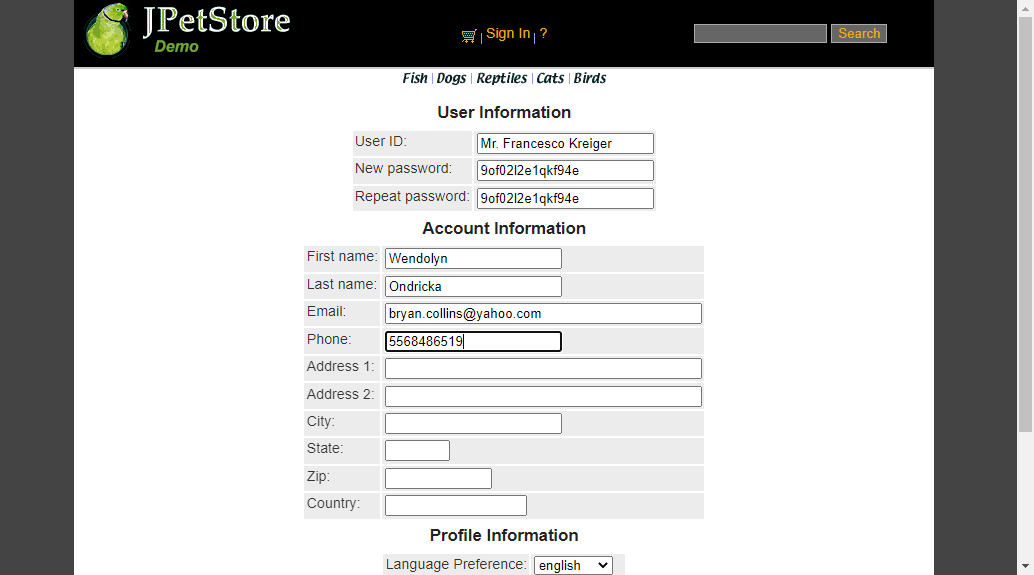 JPetStore
Demo
Sign In | ?
Search
Fish | Dogs | Reptiles | Cats | Birds
User Information
User ID: Mr. Francesco Kreiger
New password: 9of02l2e1qkf94e
Repeat password: 9of02l2e1qkf94e
Account Information
First name: Wendolyn
Last name: Ondricka
Email: bryan.collins@yahoo.com
Phone: 5568486519
Address 1:
Address 2:
City:
State:
Zip:
Country:
Profile Information
Language Preference: english